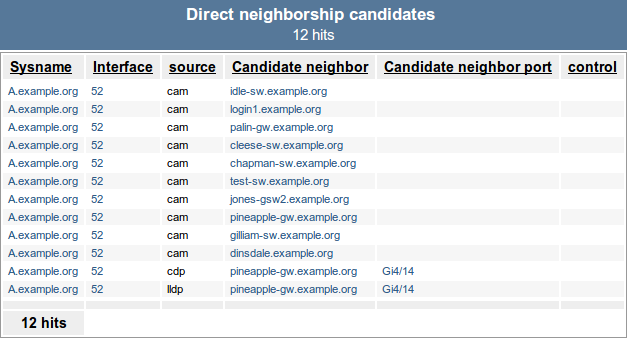 Direct neighborship candidates
12 hits
Sysname Interface source Candidate neighbor Candidate neighbor port control
A.example.org 52 cam idle-sw.example.org
A.example.org 52 cam login1.example.org
A.example.org 52 cam palin-gw.example.org
A.example.org 52 cam cleese-sw.example.org
A.example.org 52 cam chapman-sw.example.org
A.example.org 52 cam test-sw.example.org
A.example.org 52 cam jones-gsw2.example.org
A.example.org 52 cam pineapple-gw.example.org
A.example.org 52 cam gilliam-sw.example.org
A.example.org 52 cam dinsdale.example.org
A.example.org 52 cdp pineapple-gw.example.org Gi4/14
A.example.org 52 lldp pineapple-gw.example.org Gi4/14
12 hits